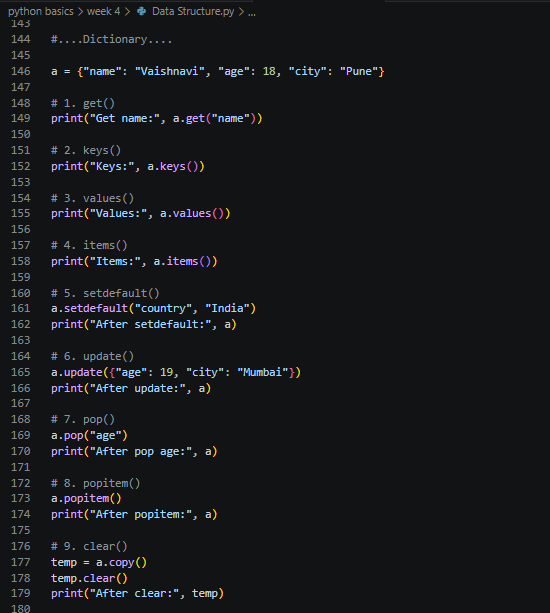 python basics > week 4 > Data Structure.py > ...
143
144 #....Dictionary....
145
146 a = {"name": "Vaishnavi", "age": 18, "city": "Pune"}
147
148 # 1. get()
149 print("Get name:", a.get("name"))
150
151 # 2. keys()
152 print("Keys:", a.keys())
153
154 # 3. values()
155 print("Values:", a.values())
156
157 # 4. items()
158 print("Items:", a.items())
159
160 # 5. setdefault()
161 a.setdefault("country", "India")
162 print("After setdefault:", a)
163
164 # 6. update()
165 a.update({"age": 19, "city": "Mumbai"})
166 print("After update:", a)
167
168 # 7. pop()
169 a.pop("age")
170 print("After pop age:", a)
171
172 # 8. popitem()
173 a.popitem()
174 print("After popitem:", a)
175
176 # 9. clear()
177 temp = a.copy()
178 temp.clear()
179 print("After clear:", temp)
180